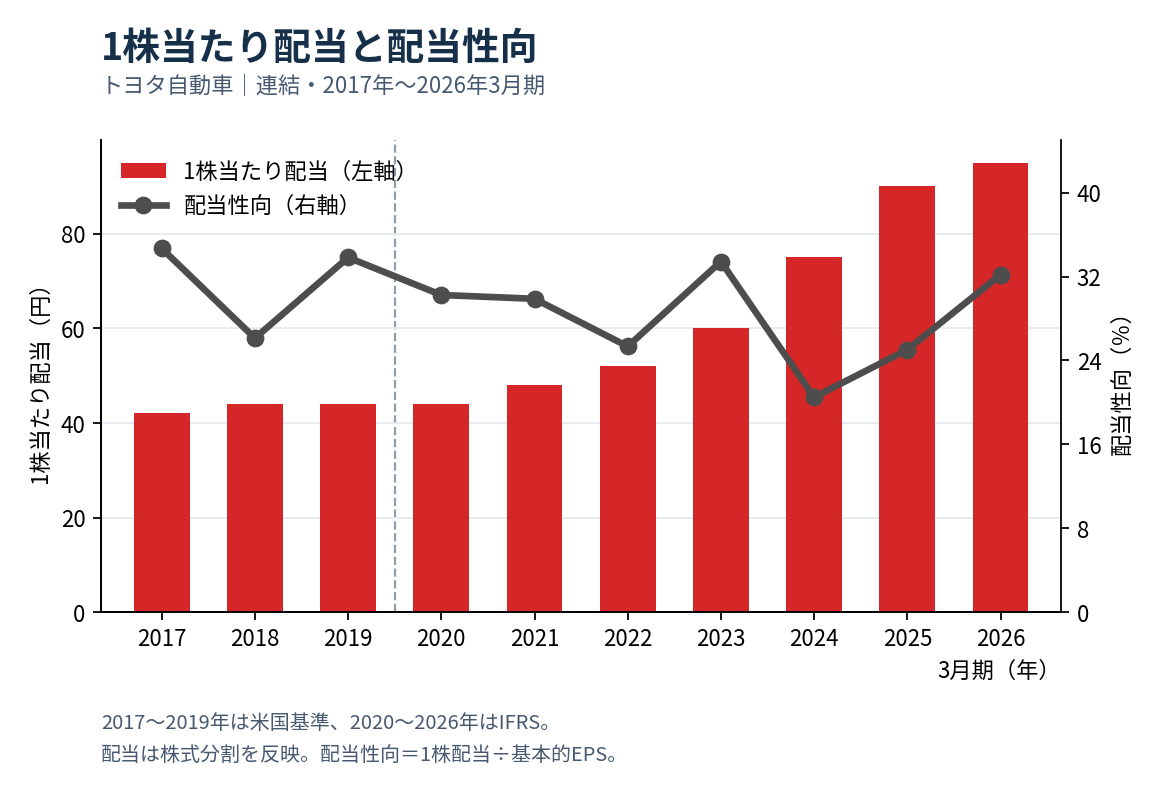 1株当たり配当と配当性向
トヨタ自動車｜連結・2017年～2026年3月期
1株当たり配当（左軸）
配当性向（右軸）
1株当たり配当（円）
80
60
40
20
0
40
32
24
16
8
0
配当性向（%）
2017 2018 2019 2020 2021 2022 2023 2024 2025 2026
3月期（年）
2017～2019年は米国基準、2020～2026年はIFRS。
配当は株式分割を反映。配当性向＝1株配当÷基本的EPS。